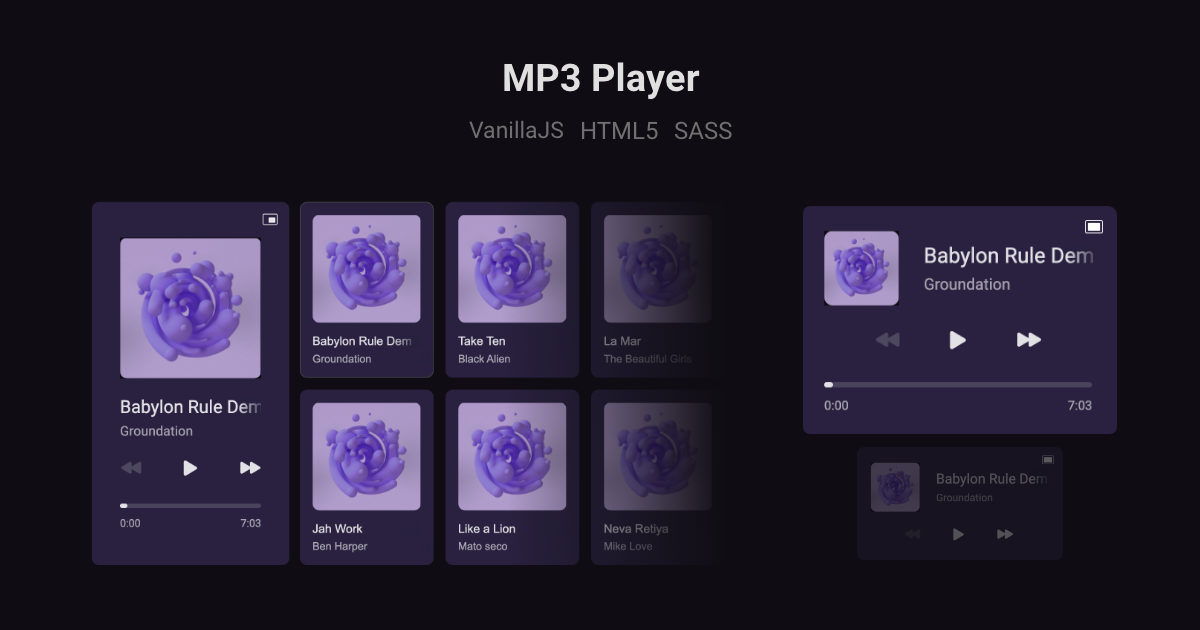 MP3 Player
VanillaJS HTML5 SASS
Babylon Rule Dem
Groundation
0:00 7:03
Babylon Rule Dem
Groundation
Take Ten
Black Alien
La Mar
The Beautiful Girls
Jah Work
Ben Harper
Like a Lion
Mato seco
Neva Retiya
Mike Love
Babylon Rule Dem
Groundation
0:00 7:03
Babylon Rule Dem
Groundation